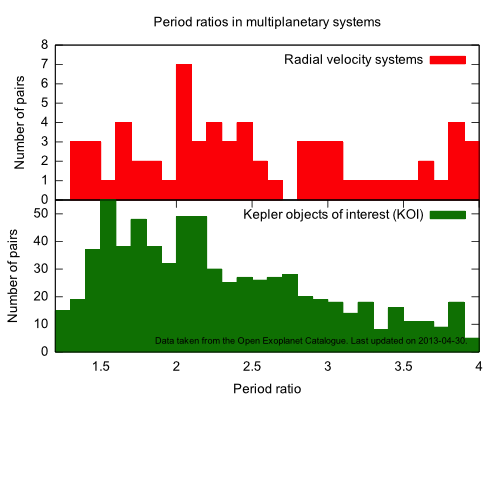 Period ratios in multiplanetary systems
8
7
6
5
4
3
2
1
0
Number of pairs
Radial velocity systems
50
40
30
20
10
0
Number of pairs
Kepler objects of interest (KOI)
Data taken from the Open Exoplanet Catalogue. Last updated on 2013-04-30.
1.5 2 2.5 3 3.5 4
Period ratio